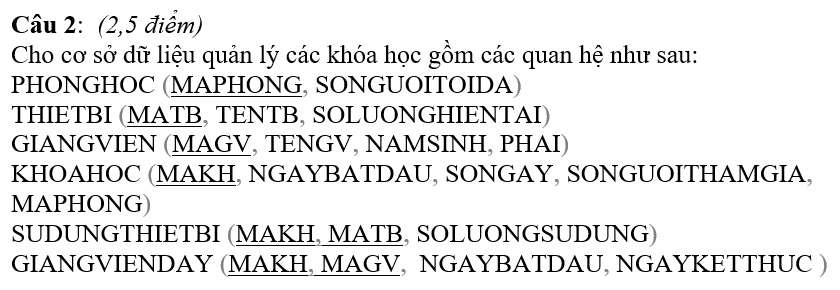 Câu 2: (2,5 điểm)
Cho cơ sở dữ liệu quản lý các khóa học gồm các quan hệ như sau:
PHONGHOC (MAPHONG, SONGUOITOIDA)
THIETBI (MATB, TENTB, SOLUONGHIENTAI)
GIANGVIEN (MAGV, TENGV, NAMSINH, PHAI)
KHOAHOC (MAKH, NGAYBATDAU, SONGAY, SONGUOITHAMGIA,
MAPHONG)
SUDUNGTHIETBI (MAKH, MATB, SOLUONGSUDUNG)
GIANGVIENDAY (MAKH, MAGV, NGAYBATDAU, NGAYKETTHUC )